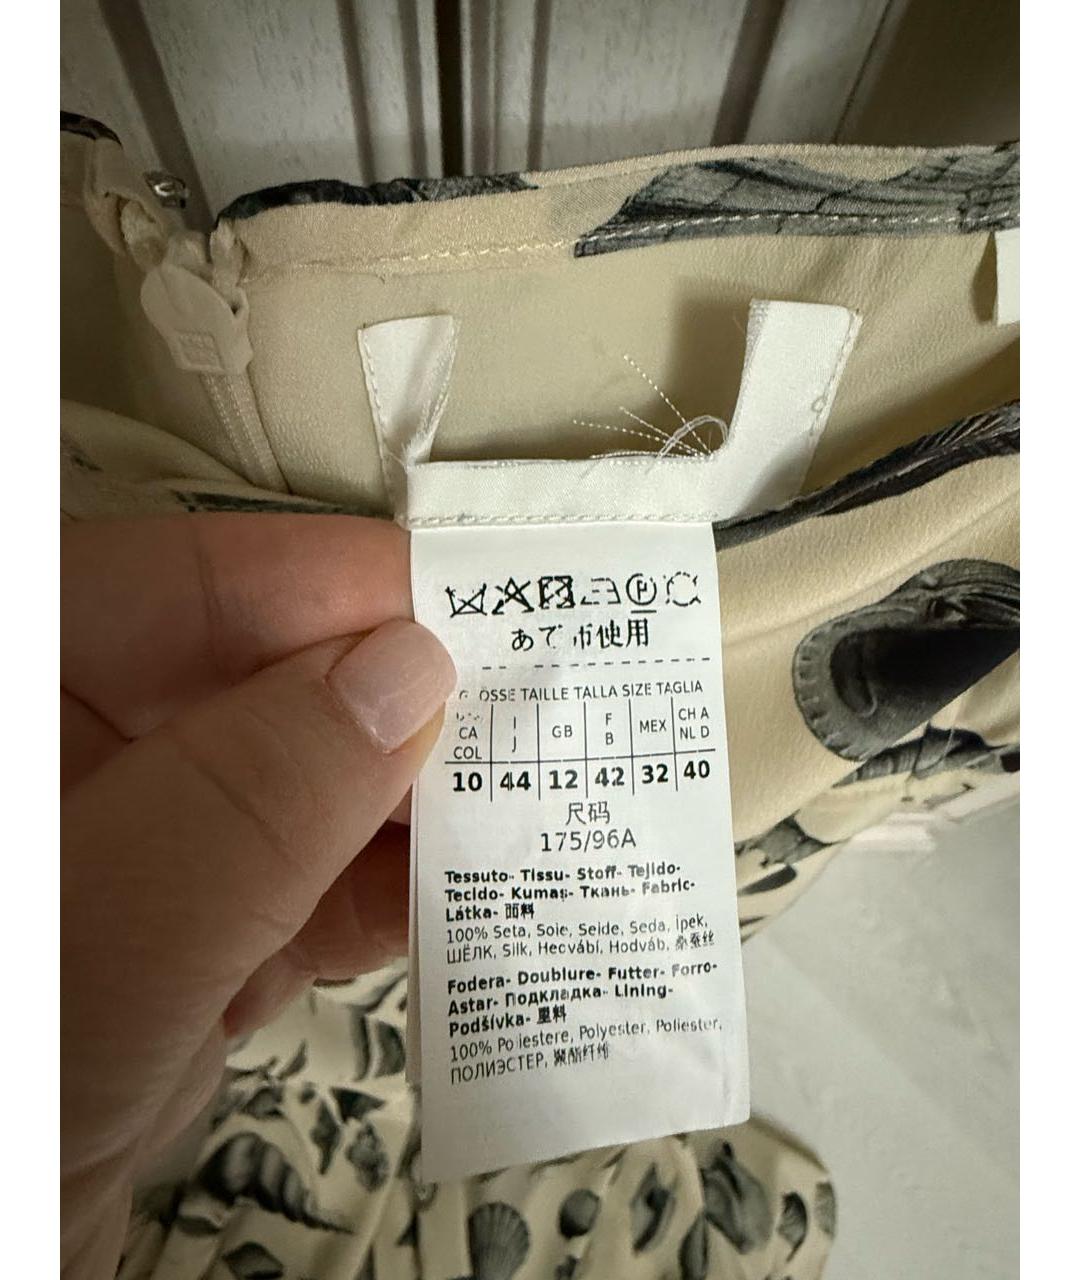 あて布使用
OSSE TAILLE TALLA SIZE TAGLIA
CA COL I J GB F B MEX CH A NL D
10 44 12 42 32 40
尺码
175/96A
Tessuto- Tissu- Stoff- Tejido-
Tecido- Kumaş- Ткань- Fabric-
Látka- 面料
100% Seta, Soie, Seide, Seda, İpek,
ШЁЛК, Silk, Hedvábí, Hodváb, 桑蚕丝
Fodera- Doublure- Futter- Forro-
Astar- Подкладка- Lining-
Podšívka- 里料
100% Poliestere, Polyester, Poliester,
ПОЛИЭСТЕР, 聚酯纤维